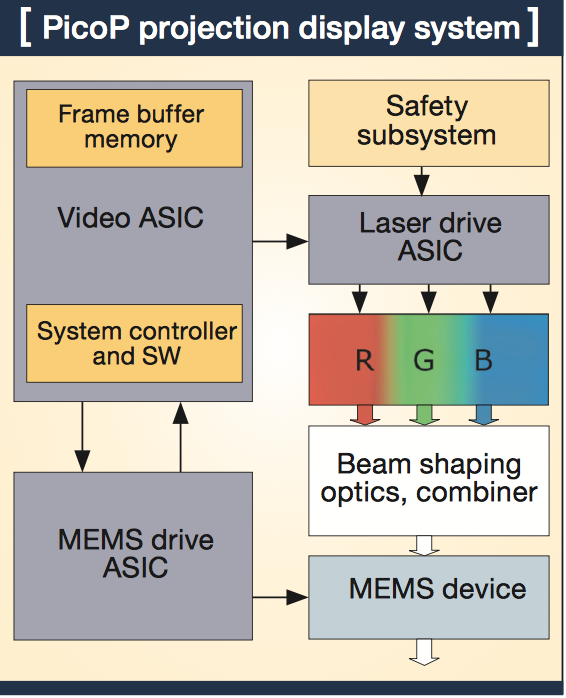 [ PicoP projection display system ]
Frame buffer
memory
Video ASIC
System controller
and SW
MEMS drive
ASIC
Safety
subsystem
Laser drive
ASIC
R G B
Beam shaping
optics, combiner
MEMS device